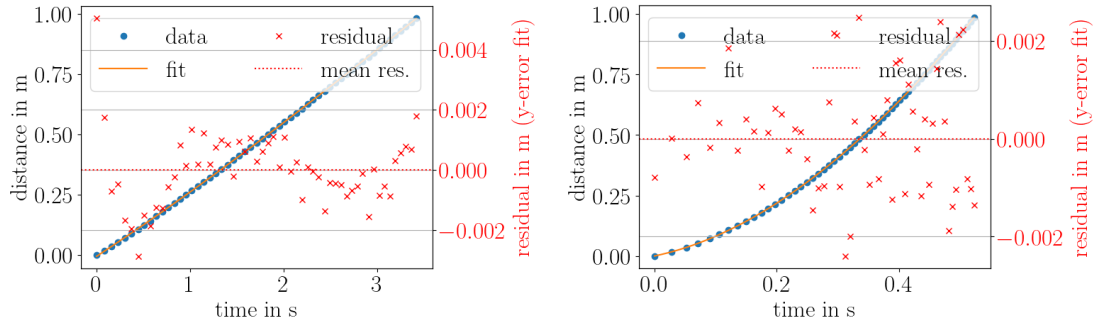 1.00
0.75
0.50
0.25
0.00
distance in m
data
fit
residual
mean res.
0.004
0.002
0.000
−0.002
residual in m (y-error fit)
0
1
2
3
time in s
1.00
0.75
0.50
0.25
0.00
distance in m
data
fit
residual
mean res.
0.002
0.000
−0.002
residual in m (y-error fit)
0.0
0.2
0.4
time in s